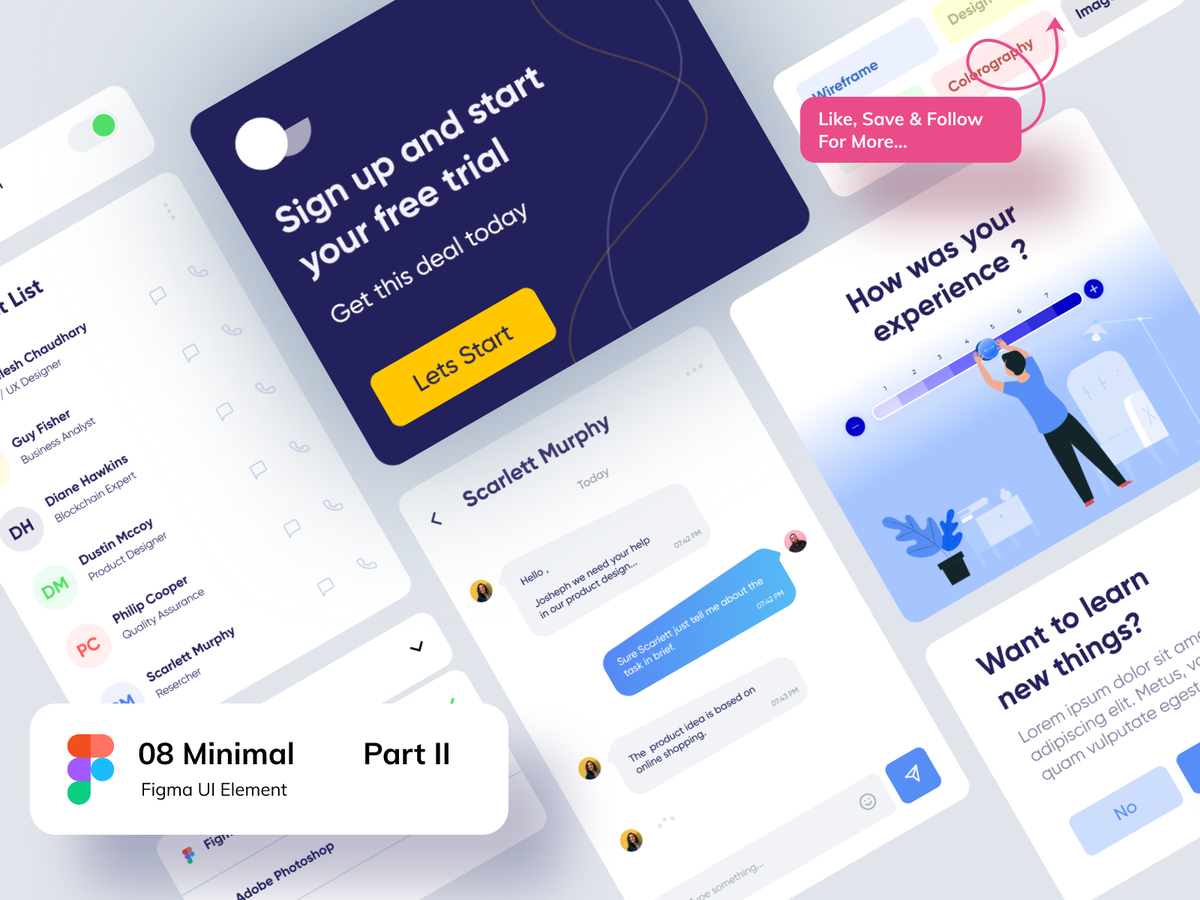 Sign up and start
your free trial
Get this deal today
Lets Start
Wireframe
Design
Colorography
Like, Save & Follow
For More...
How was your
experience ?
1
2
3
4
5
6
7
List
Chaudhary
UX Designer
Guy Fisher
Business Analyst
DH
Diane Hawkins
Blockchain Expert
DM
Dustin Mccoy
Product Designer
PC
Philip Cooper
Quality Assurance
Scarlett Murphy
Resercher
Scarlett Murphy
Today
Hello ,
Josheph we need your help
in our product design...
07:42 PM
Sure Scarlett just tell me about the
task in brief.
07:42 PM
The product idea is based on
online shopping.
07:43 PM
Type something...
Want to learn
new things?
Lorem ipsum dolor sit
adipiscing elit. Metus,
quam vulputate
No
08 Minimal Part II
Figma UI Element
Adobe Photoshop